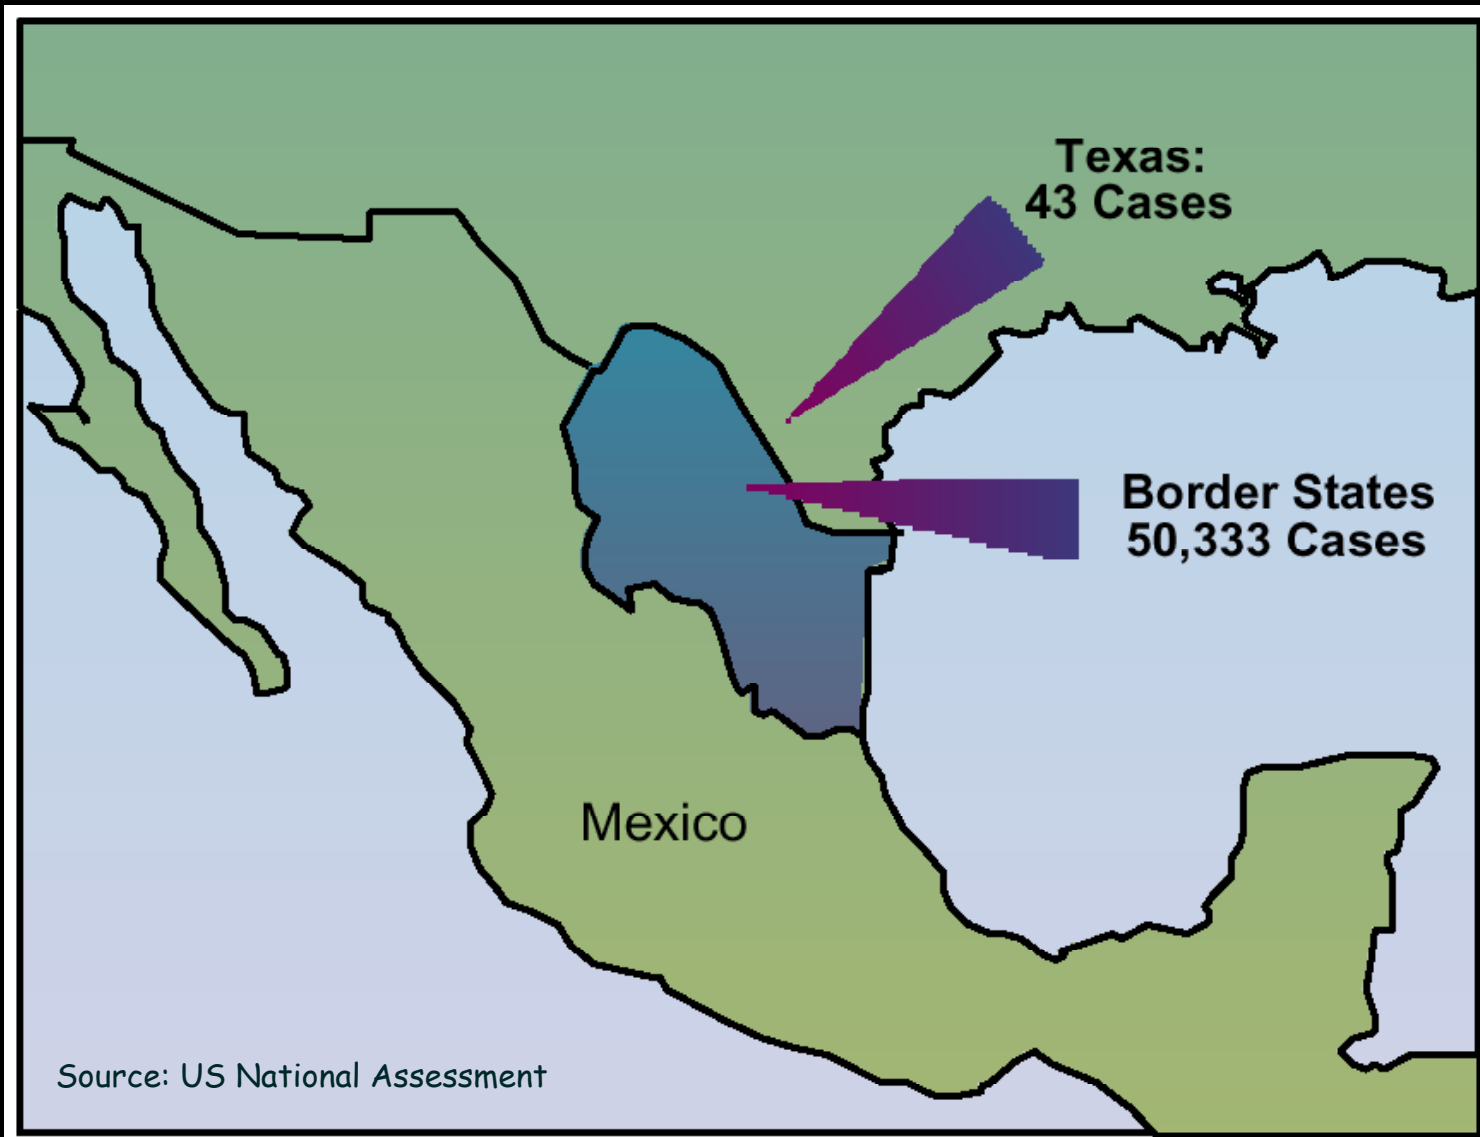 Texas:
43 Cases
Border States
50,333 Cases
Mexico
Source: US National Assessment